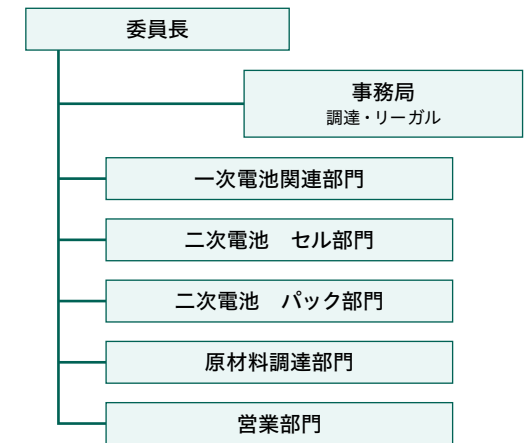 委員長
事務局
調達・リーガル
一次電池関連部門
二次電池　セル部門
二次電池　パック部門
原材料調達部門
営業部門